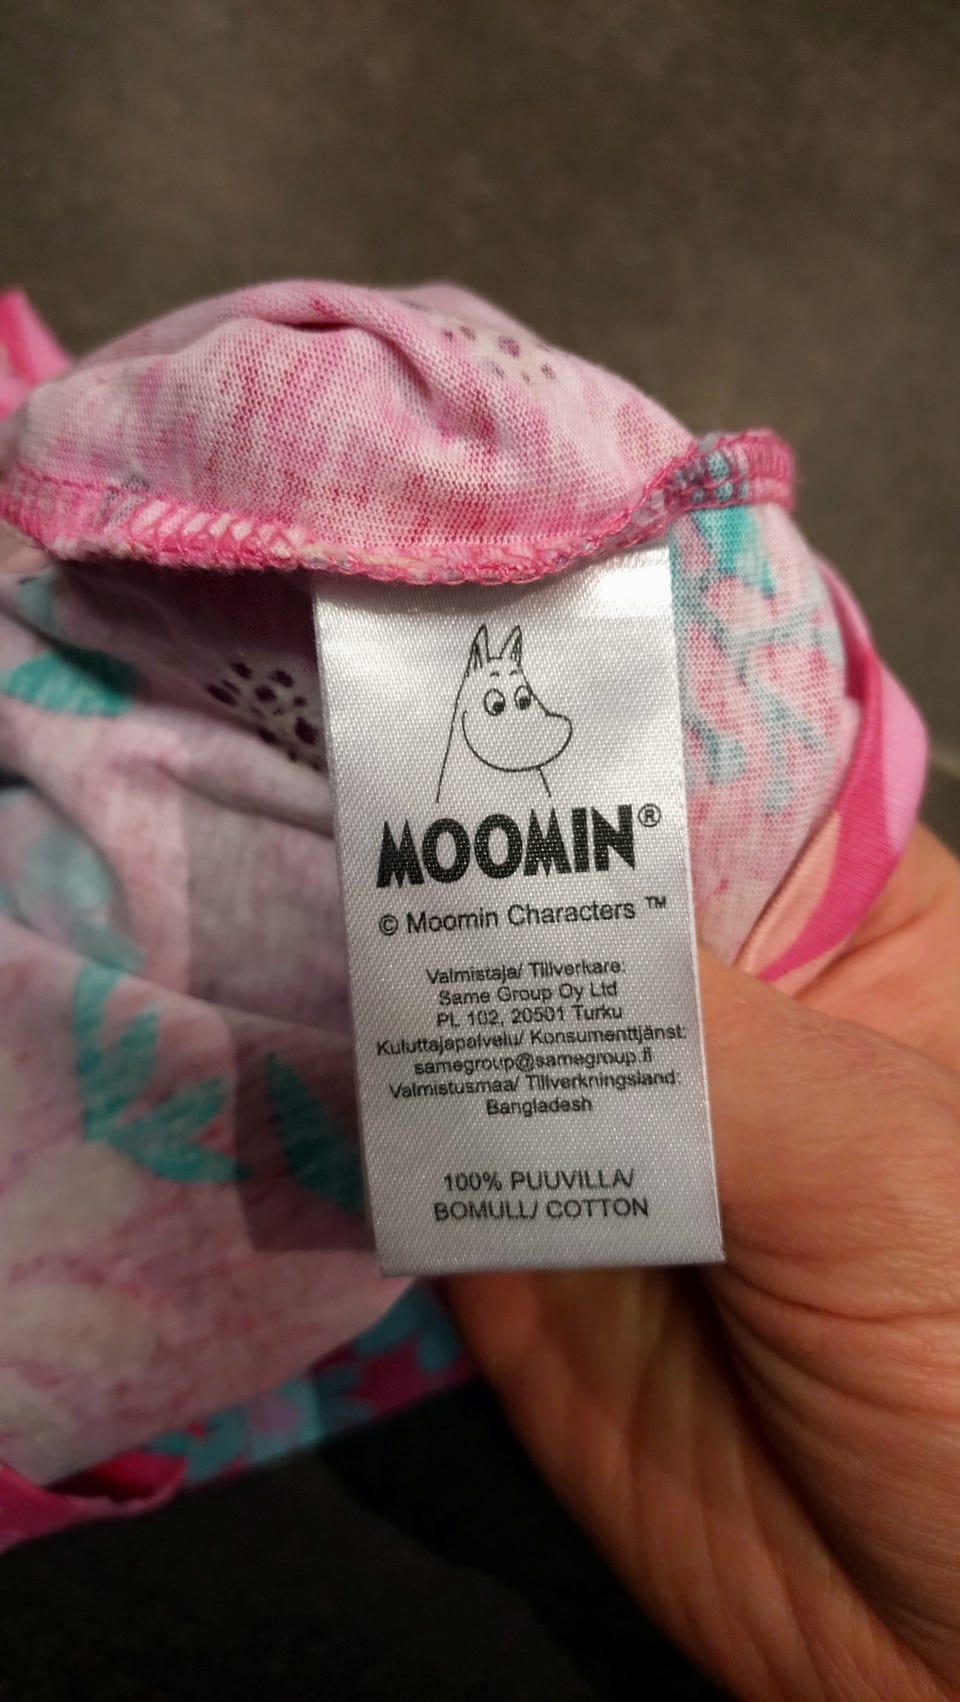 MOOMIN®
© Moomin Characters ™
Valmistaja/ Tillverkare:
Same Group Oy Ltd
PL 102, 20501 Turku
Kuluttajapalvelu/ Konsumenttjänst:
samegroup@samegroup.fi
Valmistusmaa/ Tillverkningsland:
Bangladesh
100% PUUVILLA/
BOMULL/ COTTON